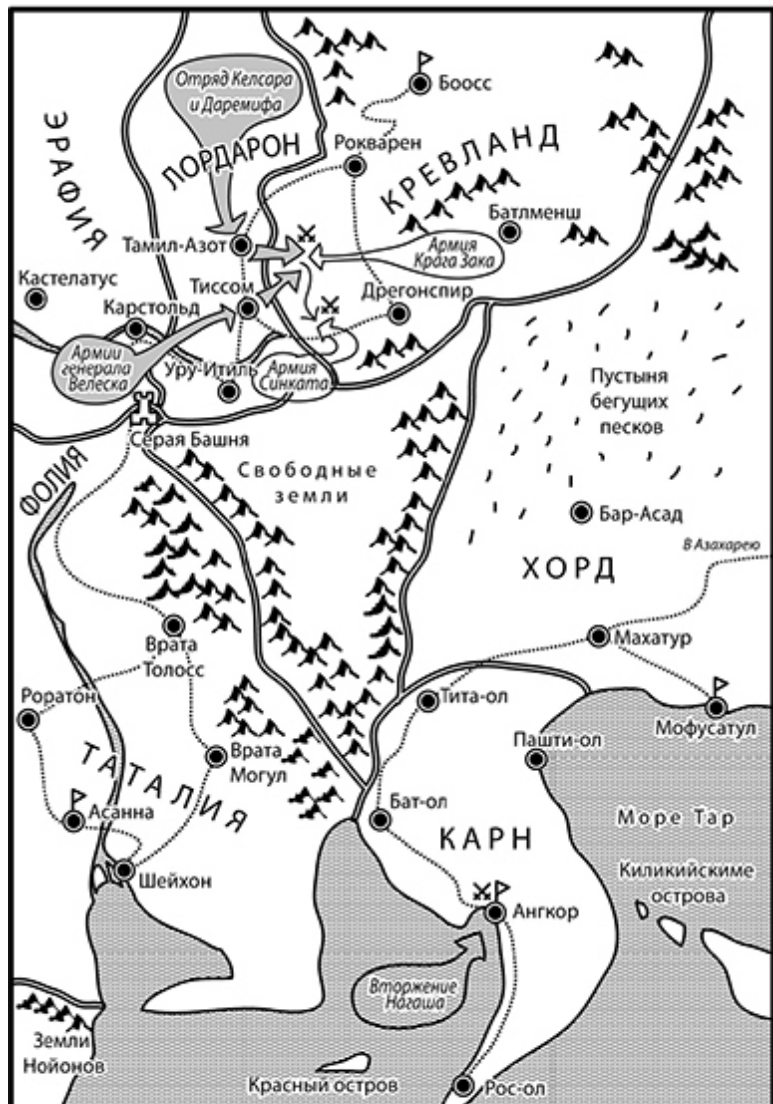 Отряд Келсара
и Даремифа
Боосс
ЭРАФИЯ
ЛОРДАРОН
Рокварен
КРЕВЛАНД
Батлменш
Тамил-Азот
Армия
Крага Зака
Кастелатус
Тиссом
Карстольд
Дрегонспир
Армии
генерала
Велеска
Уру-Итиль
Армия
Синката
Серая Башня
Пустыня
бегущих
песков
Свободные
земли
ФОЛИЯ
Бар-Асад
В Азахарею
ХОРД
Врата
Толосс
Махатур
Роратон
Тита-ол
Мофусатул
Врата
Могул
Пашти-ол
ТАТАЛИЯ
Асанна
Бат-ол
Море Тар
КАРН
Шейхон
Киликийскиме
острова
Ангкор
Вторжение
Нагаша
Земли
Нойонов
Красный остров
Рос-ол